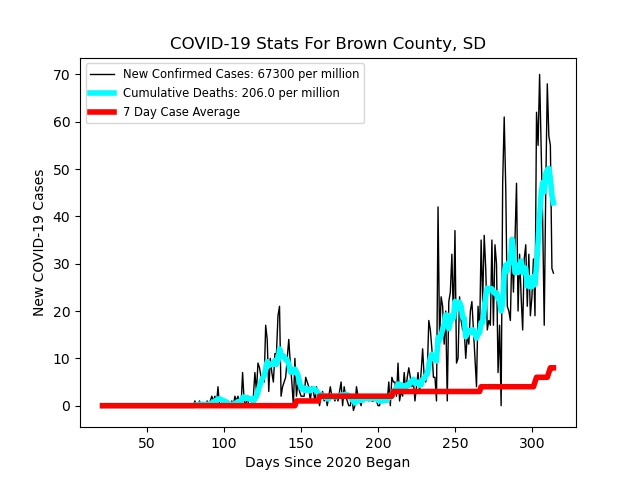 COVID-19 Stats For Brown County, SD
New Confirmed Cases: 67300 per million
Cumulative Deaths: 206.0 per million
7 Day Case Average
70
60
50
40
30
20
10
0
New COVID-19 Cases
50 100 150 200 250 300
Days Since 2020 Began